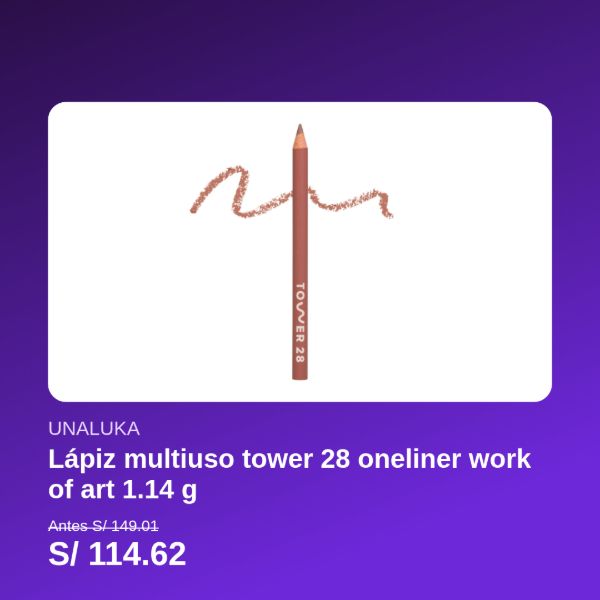 TOWER 28
UNALUKA
Lápiz multiuso tower 28 oneliner work
of art 1.14 g
Antes S/ 149.01
S/ 114.62